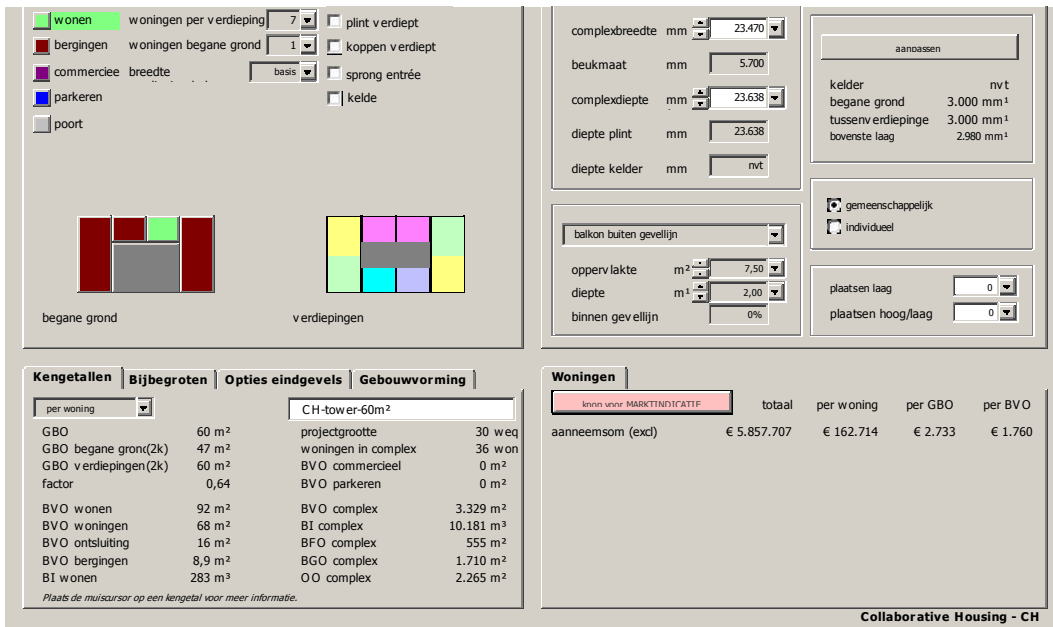 wonen woningen per verdieping 7 plint verdiept
bergingen woningen begane grond 1 koppen verdiept
commerciee breedte basis sprong entrée
parkeren kelde
poort
begane grond verdiepingen
complexbreedte mm 23.470
beukmaat mm 5.700
complexdiepte mm 23.638
diepte plint mm 23.638
diepte kelder mm nvt
balkon buiten gevellijn
oppervlakte m² 7,50
diepte m¹ 2,00
binnen gevellijn 0%
aanpassen
kelder nvt
begane grond 3.000 mm¹
tussenverdiepinge 3.000 mm¹
bovenste laag 2.980 mm¹
gemeenschappelijk
individueel
plaatsen laag 0
plaatsen hoog/laag 0
Kengetallen Bijbegroten Opties eindgevels Gebouwvorming
per woning CH-tower-60m²
GBO 60 m² projectgrootte 30 weq
GBO begane gronc(2k) 47 m² woningen in complex 36 won
GBO verdiepingen(2k) 60 m² BVO commercieel 0 m²
factor 0,64 BVO parkeren 0 m²
BVO wonen 92 m² BVO complex 3.329 m²
BVO woningen 68 m² BI complex 10.181 m³
BVO ontsluiting 16 m² BFO complex 555 m²
BVO bergingen 8,9 m² BGO complex 1.710 m²
BI wonen 283 m³ OO complex 2.265 m²
Plaats de muiscursor op een kengetal voor meer informatie.
Woningen
knop voor MARKTINDICATIE totaal per woning per GBO per BVO
aanneemsom (excl) € 5.857.707 € 162.714 € 2.733 € 1.760
Collaborative Housing - CH